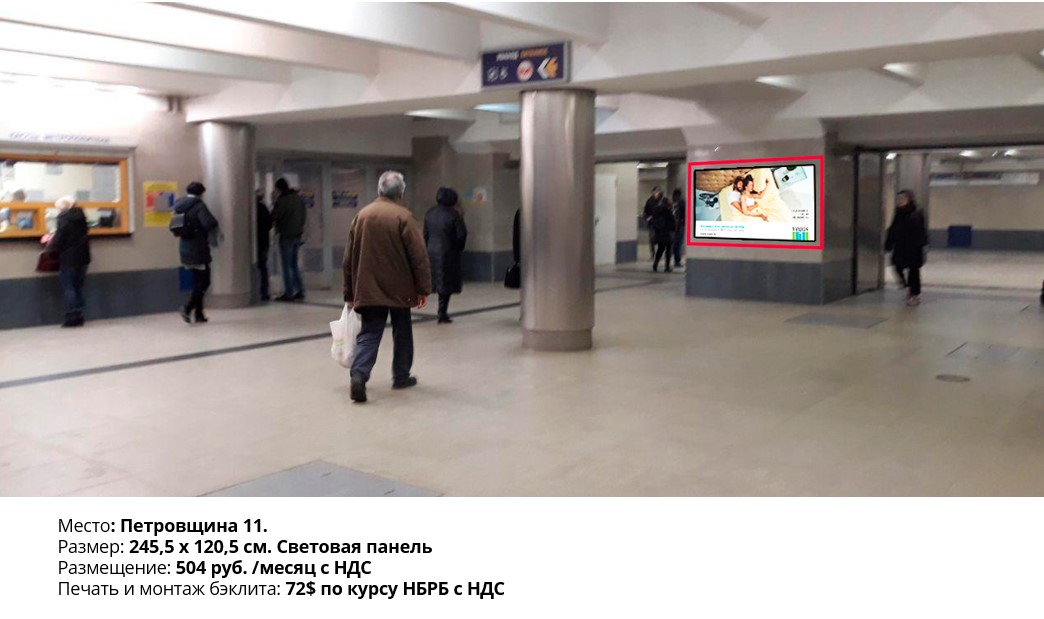 Место: Петровщина 11.
Размер: 245,5 х 120,5 см. Световая панель
Размещение: 504 руб. /месяц с НДС
Печать и монтаж бэклита: 72$ по курсу НБРБ с НДС